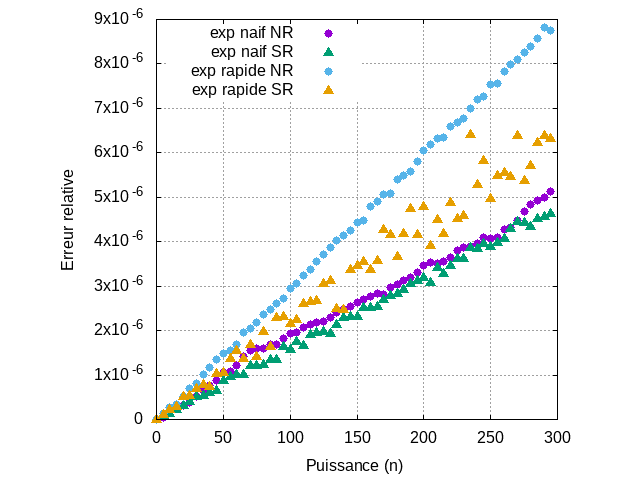 9x10-6
8x10-6
7x10-6
6x10-6
5x10-6
4x10-6
3x10-6
2x10-6
1x10-6
0
exp naif NR
exp naif SR
exp rapide NR
exp rapide SR
Erreur relative
0 50 100 150 200 250 300
Puissance (n)